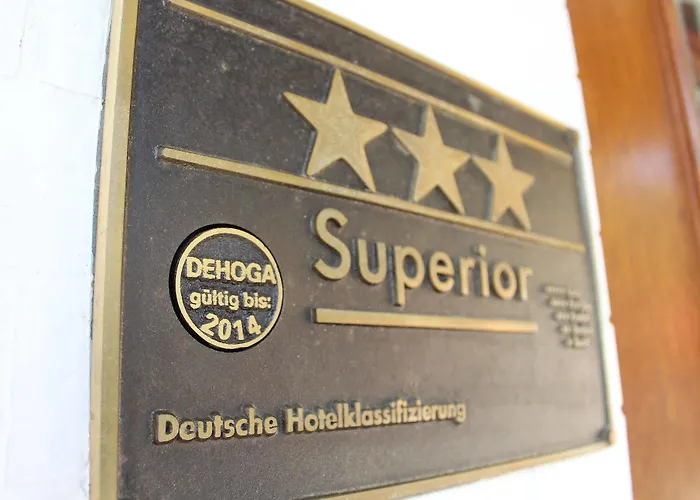 Superior
DEHOGA
gültig bis:
2014
Deutsche Hotelklassifizierung